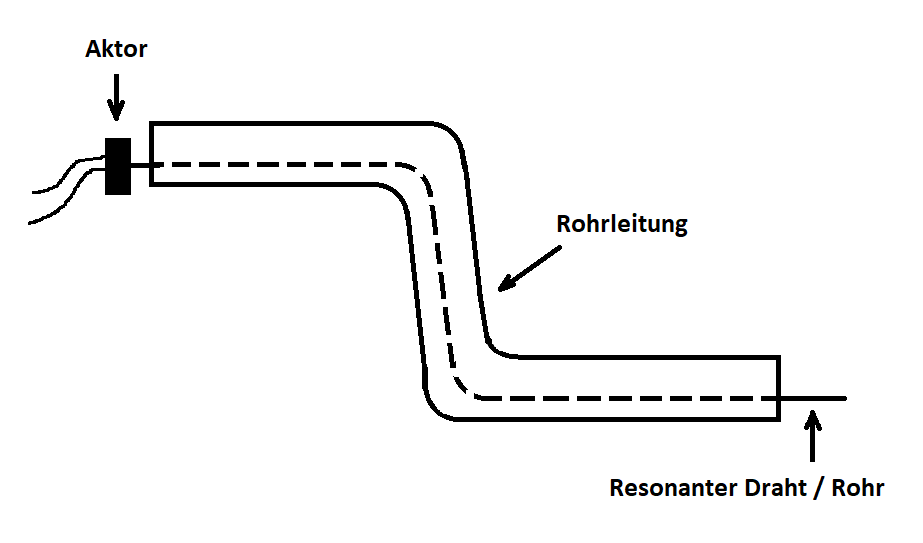 Aktor
Rohrleitung
Resonanter Draht / Rohr